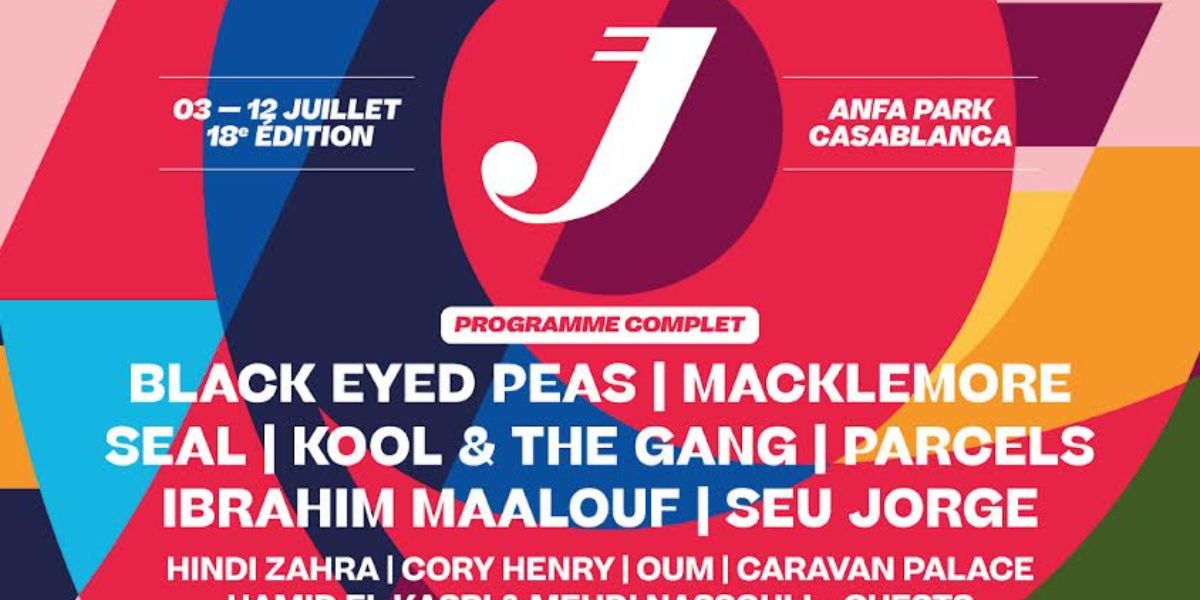 03 — 12 JUILLET
18e ÉDITION
J
ANFA PARK
CASABLANCA
PROGRAMME COMPLET
BLACK EYED PEAS | MACKLEMORE
SEAL | KOOL & THE GANG | PARCELS
IBRAHIM MAALOUF | SEU JORGE
HINDI ZAHRA | CORY HENRY | OUM | CARAVAN PALACE